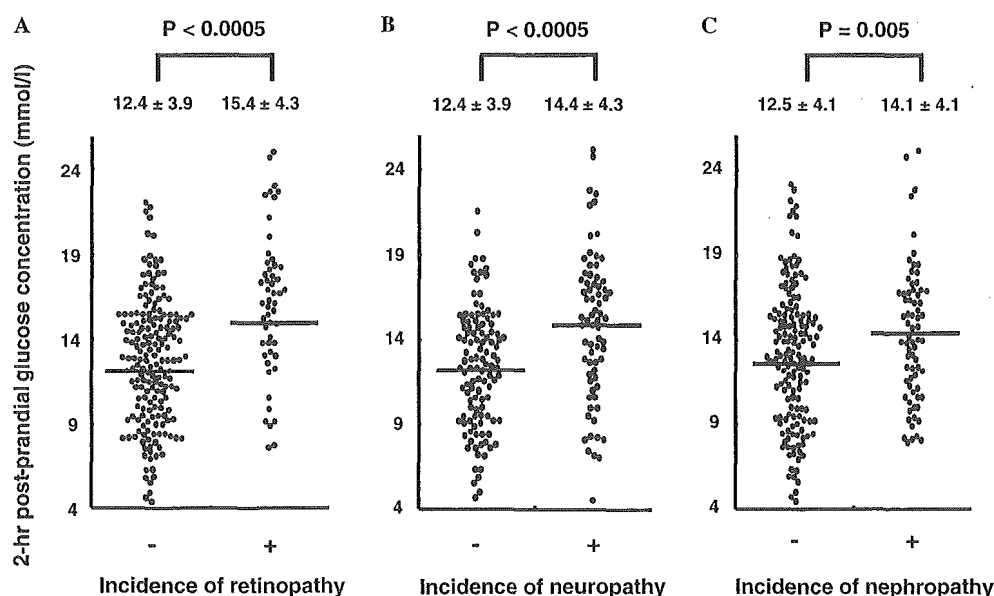 A
P < 0.0005
12.4 ± 3.9 15.4 ± 4.3
2-hr post-prandial glucose concentration (mmol/l)
24
19
14
9
4
- +
Incidence of retinopathy
B
P < 0.0005
12.4 ± 3.9 14.4 ± 4.3
24
19
14
9
4
- +
Incidence of neuropathy
C
P = 0.005
12.5 ± 4.1 14.1 ± 4.1
24
19
14
9
4
- +
Incidence of nephropathy